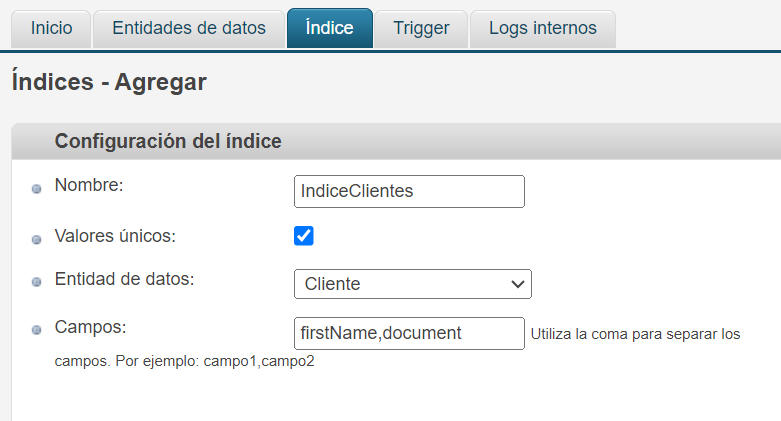 Inicio Entidades de datos Índice Trigger Logs internos
Índices - Agregar
Configuración del índice
Nombre: IndiceClientes
Valores únicos:
Entidad de datos: Cliente
Campos: firstName,document Utiliza la coma para separar los
campos. Por ejemplo: campo1,campo2